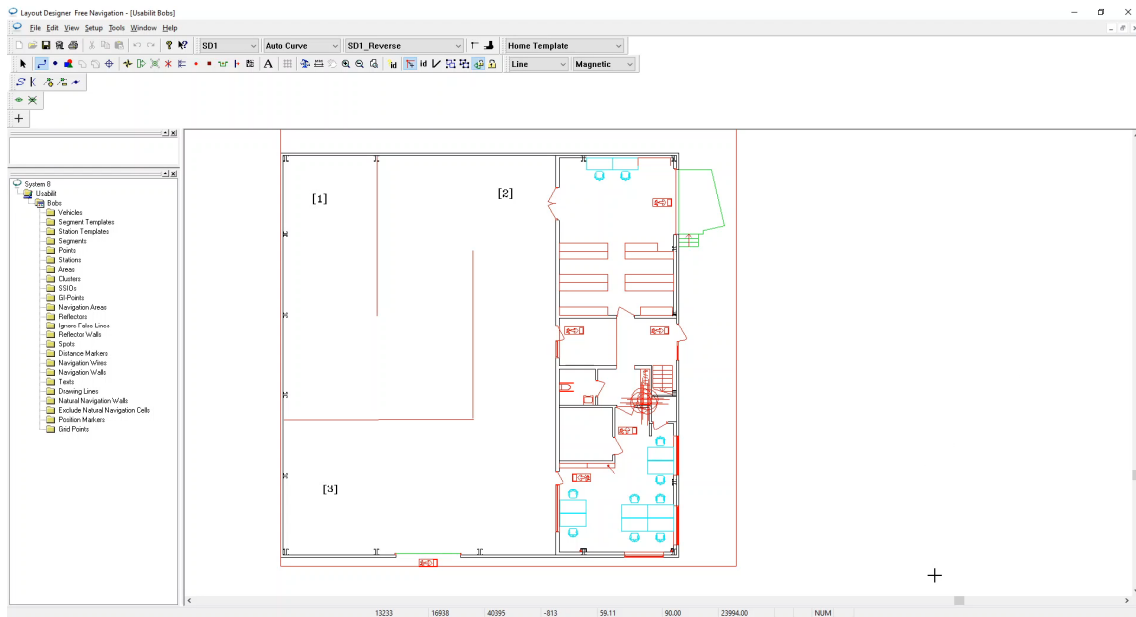 Layout Designer  Free Navigation - [Usabilit Bobs]
File Edit View Setup Tools Window Help
SD1 Auto Curve SD1_Reverse Home Template
A id id Line Magnetic
System 8
Usabilit
Bobs
Vehicles
Segment Templates
Station Templates
Segments
Points
Stations
Areas
Clusters
SSIOs
GI-Points
Navigation Areas
Reflectors
Ignore False Lines
Reflector Walls
Spots
Distance Markers
Navigation Wires
Navigation Walls
Texts
Drawing Lines
Natural Navigation Walls
Exclude Natural Navigation Cells
Position Markers
Grid Points
[1]
[2]
[3]
13233 16938 40395 -813 59.11 90.00 23994.00 NUM